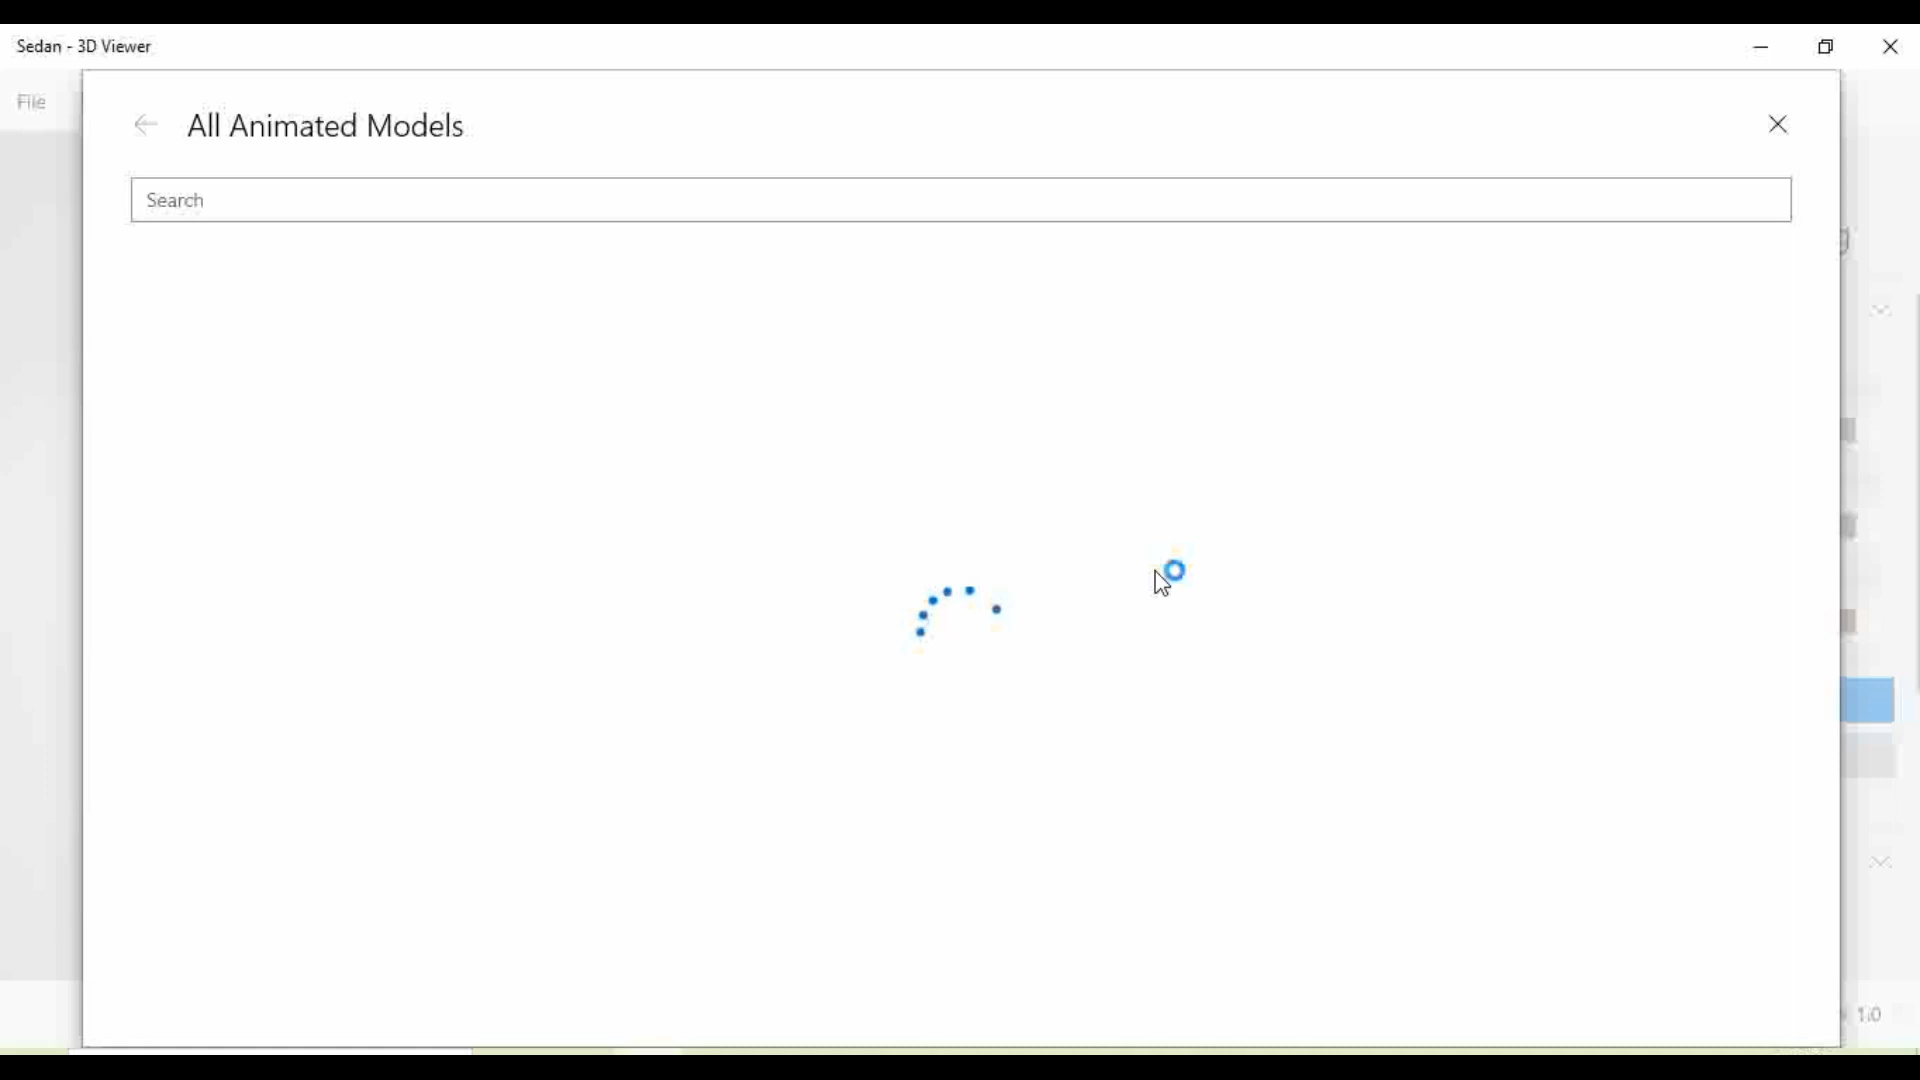 Sedan - 3D Viewer
File
All Animated Models
Search
1.0